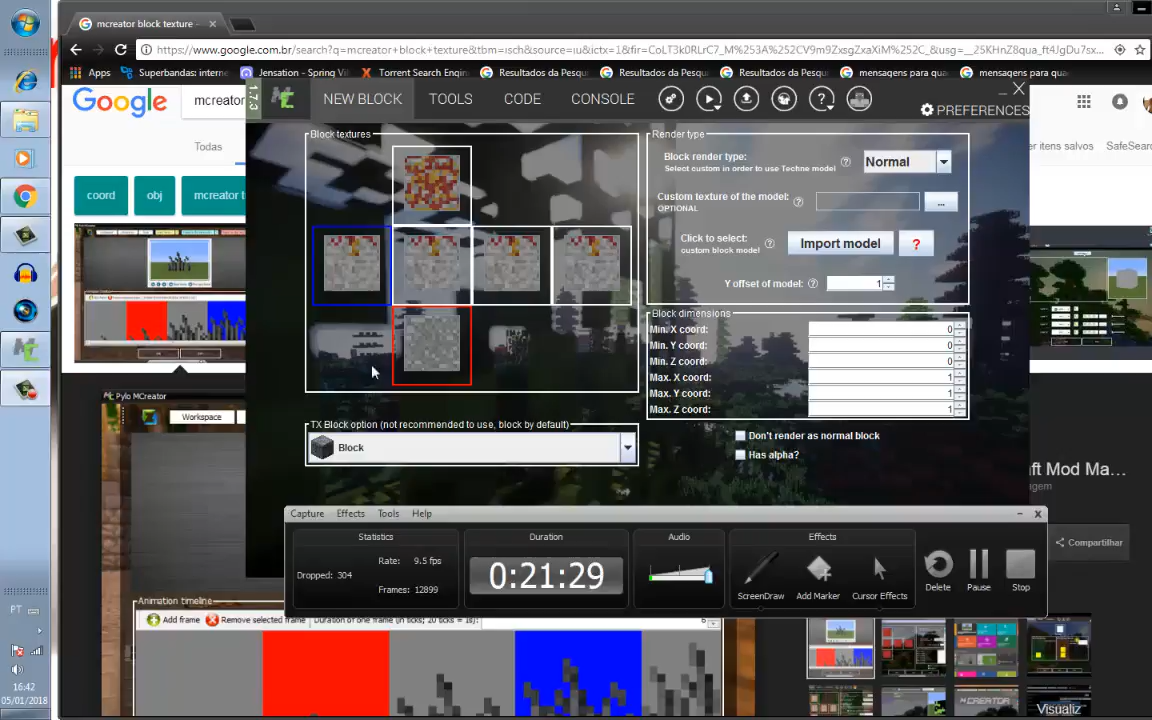 mcreator block texture -
https://www.google.com.br/search?q=mcreator+block+texture&tbm=isch&source=iu&ictx=1&fir=CoLT3k0RLrC7_M%253A%252CV9m9ZxsgZxaXiM%252C_&usg=__25KHnZ8qua_ft4JgDu7sx...
Apps
Superbandas: intern
Jensation - Spring Vi
Torrent Search Engin
Resultados da Pesqu
Resultados da Pesqu
Resultados da Pesqu
mensagens para qua
mensagens para qua
Google
mcreator
1.7.3
NEW BLOCK
TOOLS
CODE
CONSOLE
PREFERENCES
Todas
er itens salvos
SafeSearc
coord
obj
mcreator t
Block textures
Render type
Block render type:
Select custom in order to use Techne model
Normal
Custom texture of the model:
OPTIONAL
...
Click to select:
custom block model
Import model
?
Y offset of model:
1
Block dimensions
Min. X coord:
0
Min. Y coord:
0
Min. Z coord:
0
Max. X coord:
1
Max. Y coord:
1
Max. Z coord:
1
TX Block option (not recommended to use, block by default)
Block
Don't render as normal block
Has alpha?
Pylo MCreator
Workspace
ft Mod Ma...
agem
Compartilhar
Capture
Effects
Tools
Help
Statistics
Duration
Audio
Effects
Rate:
9.5 fps
Dropped: 304
Frames: 12899
0:21:29
ScreenDraw
Add Marker
Cursor Effects
Delete
Pause
Stop
Animation timeline
Add frame
Remove selected frame
Duration of one frame (in ticks; 20 ticks = 1s):
Visualiz
PT
16:42
05/01/2018